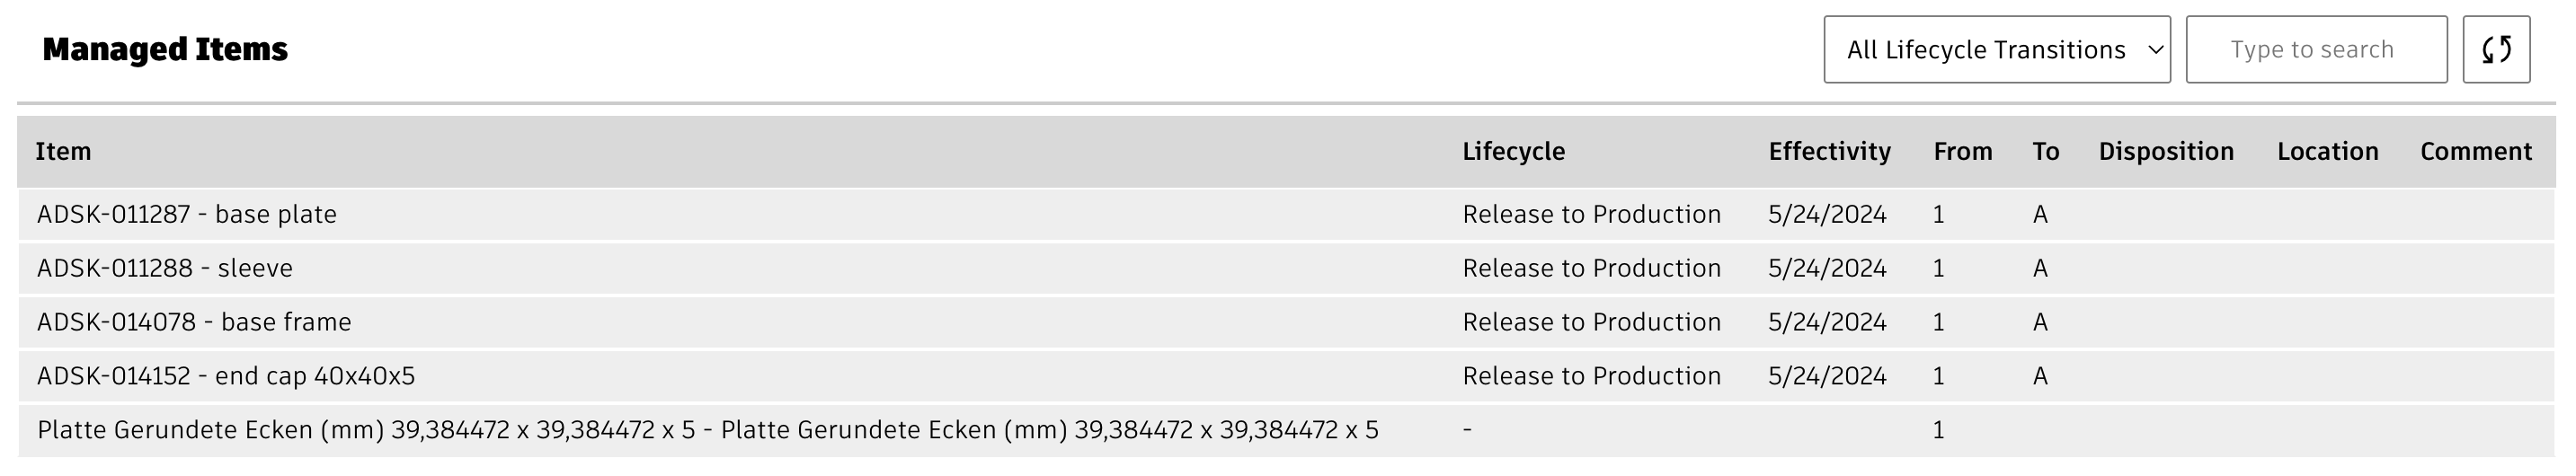 Managed Items All Lifecycle Transitions Type to search
Item Lifecycle Effectivity From To Disposition Location Comment
ADSK-011287 - base plate Release to Production 5/24/2024 1 A
ADSK-011288 - sleeve Release to Production 5/24/2024 1 A
ADSK-014078 - base frame Release to Production 5/24/2024 1 A
ADSK-014152 - end cap 40x40x5 Release to Production 5/24/2024 1 A
Platte Gerundete Ecken (mm) 39,384472 x 39,384472 x 5 - Platte Gerundete Ecken (mm) 39,384472 x 39,384472 x 5 - 1